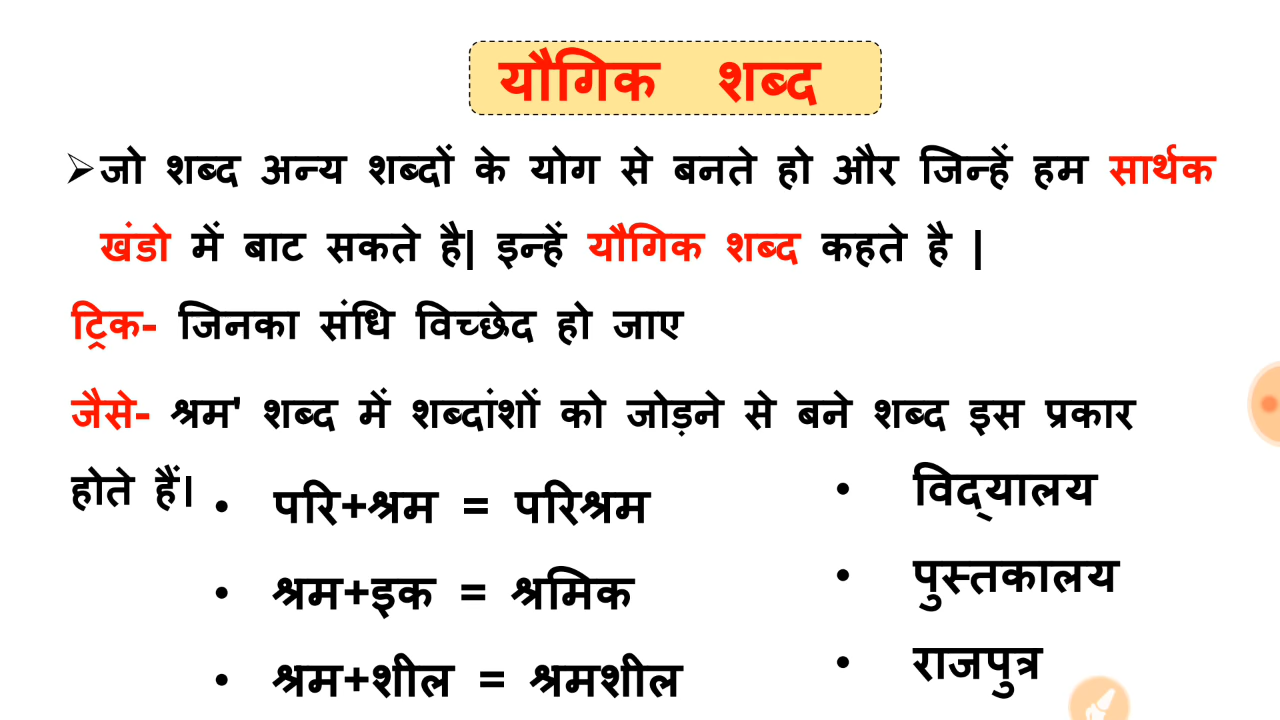 यौगिक शब्द
➢जो शब्द अन्य शब्दों के योग से बनते हो और जिन्हें हम सार्थक
खंडो में बाट सकते है| इन्हें यौगिक शब्द कहते है |
ट्रिक- जिनका संधि विच्छेद हो जाए
जैसे- श्रम' शब्द में शब्दांशों को जोड़ने से बने शब्द इस प्रकार
होते हैं।
• परि+श्रम = परिश्रम
• श्रम+इक = श्रमिक
• श्रम+शील = श्रमशील
• विद्‌यालय
• पुस्तकालय
• राजपुत्र